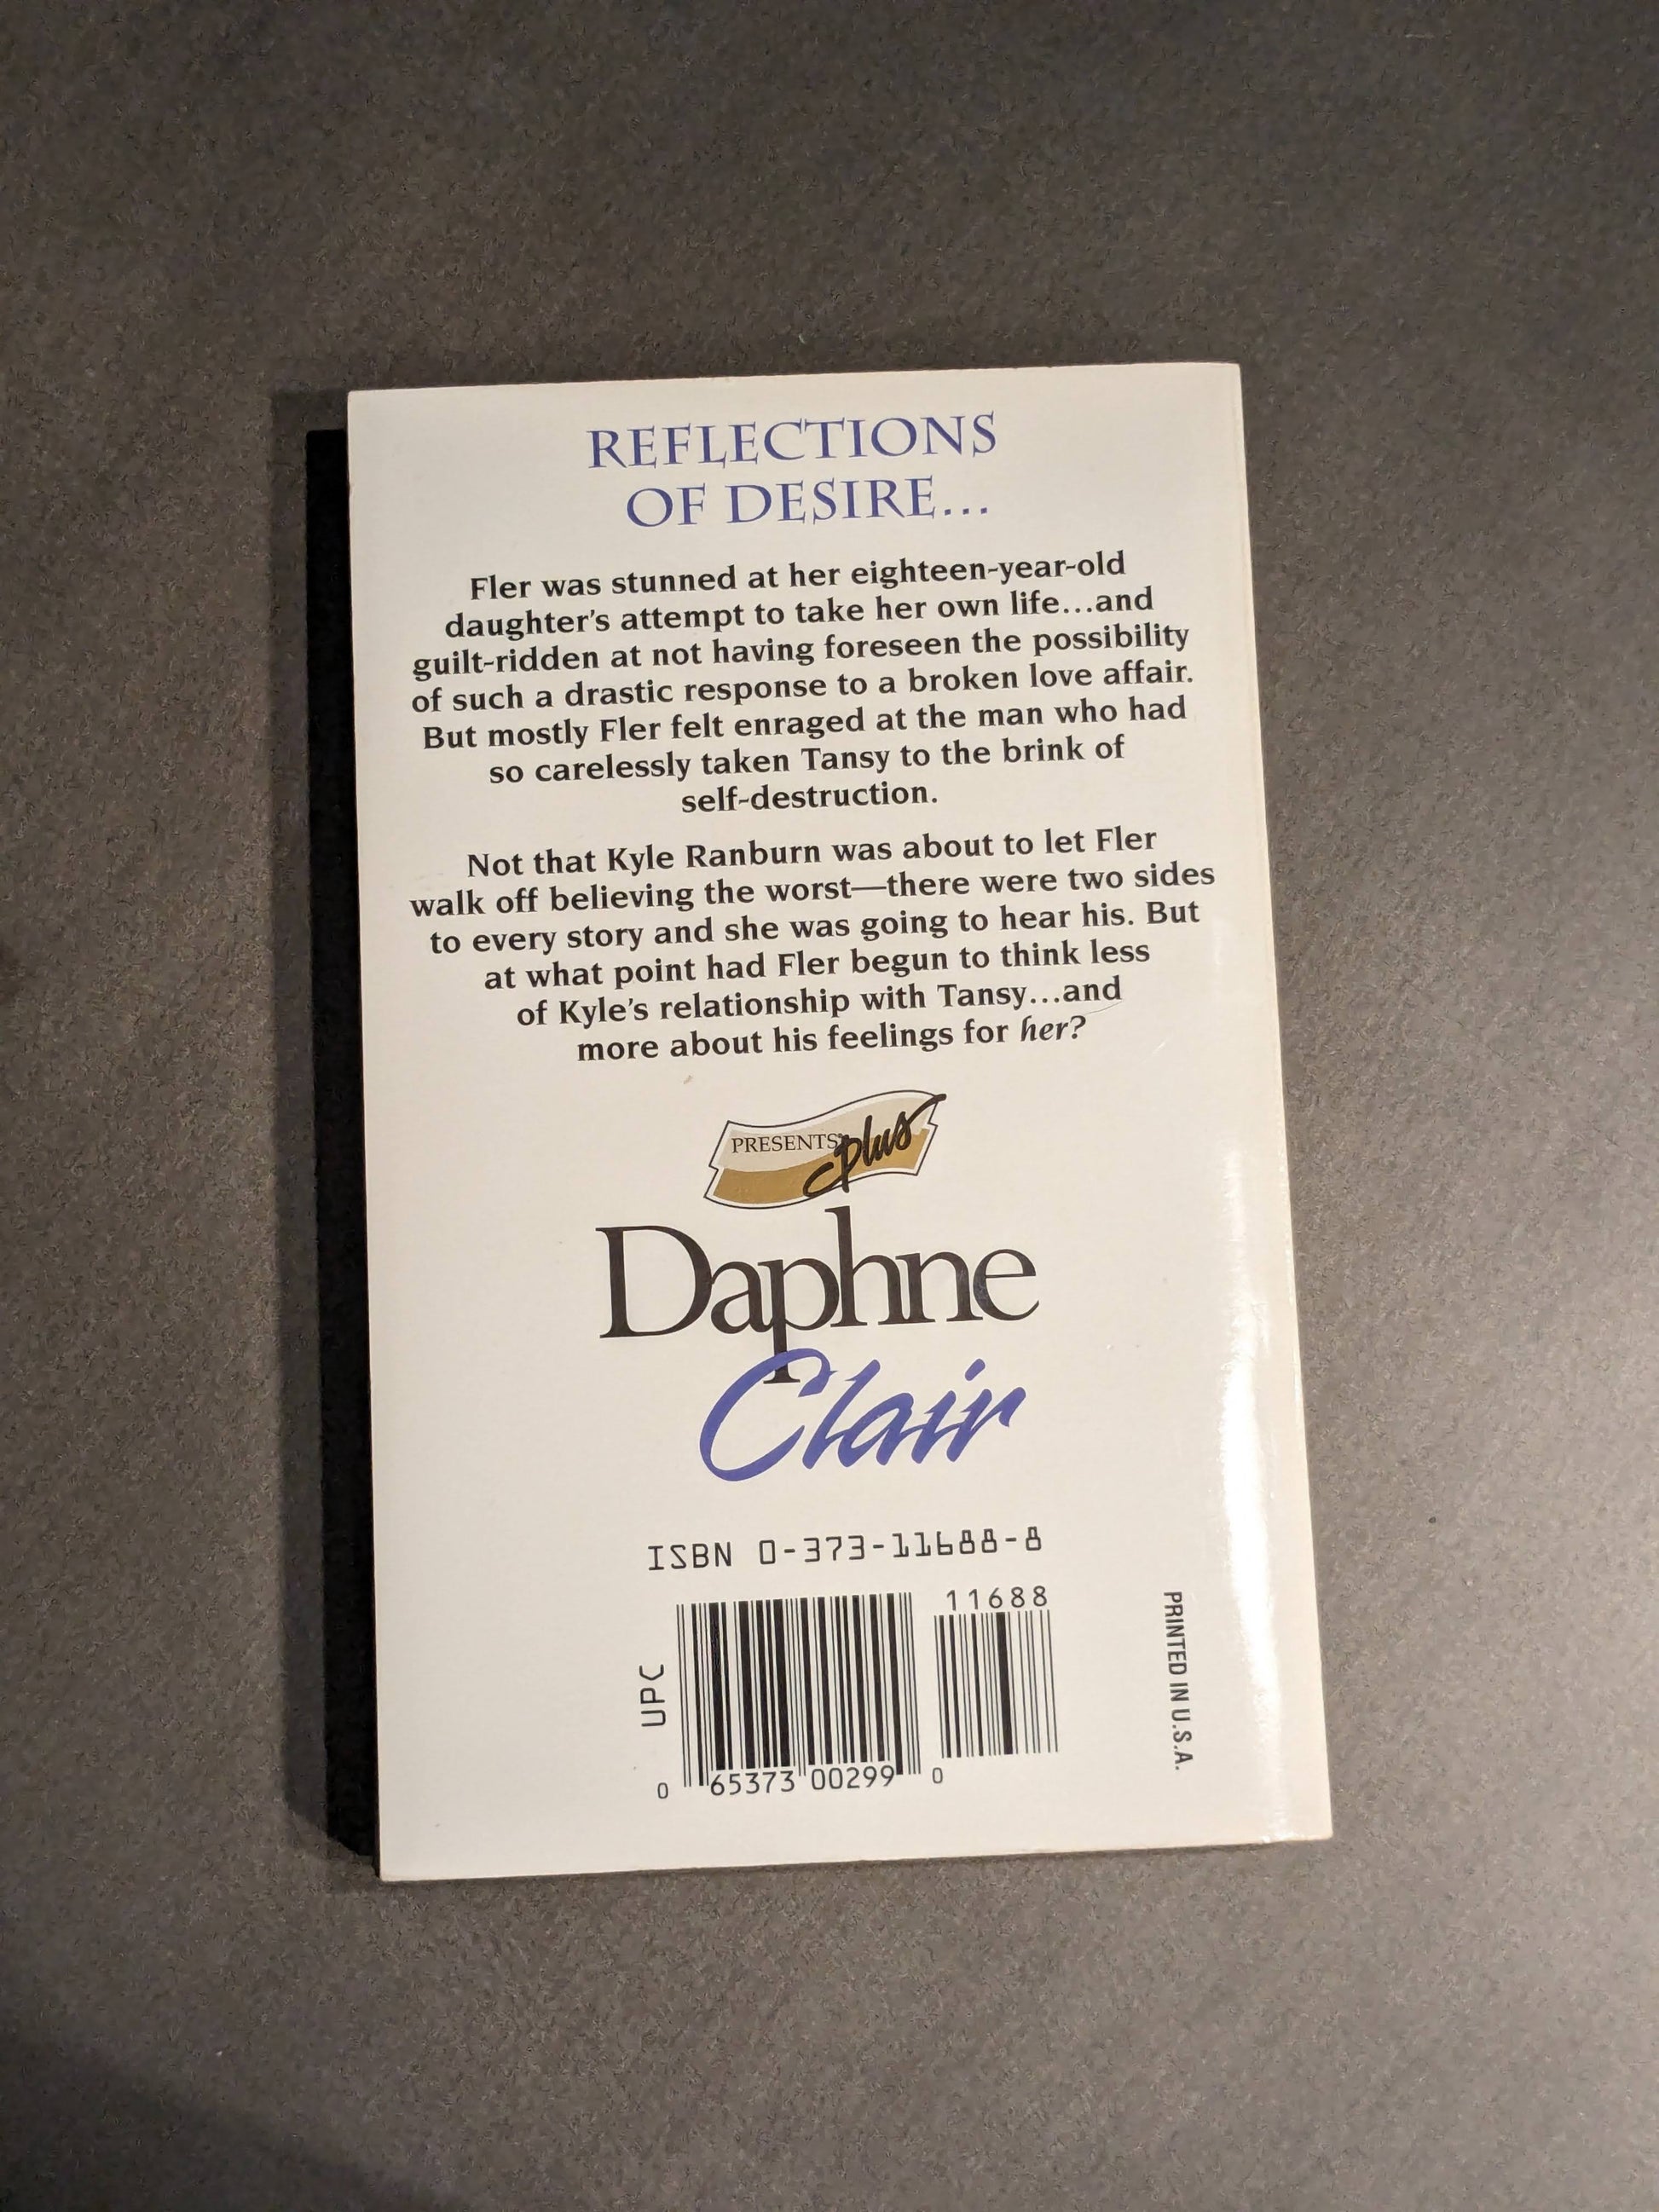 REFLECTIONS
OF DESIRE...
Fler was stunned at her eighteen-year-old
daughter's attempt to take her own life...and
guilt-ridden at not having foreseen the possibility
of such a drastic response to a broken love affair.
But mostly Fler felt enraged at the man who had
so carelessly taken Tansy to the brink of
self-destruction.
Not that Kyle Ranburn was about to let Fler
walk off believing the worst—there were two sides
to every story and she was going to hear his. But
at what point had Fler begun to think less
of Kyle's relationship with Tansy...and
more about his feelings for her?
PRESENTS plus
Daphne
Clair
ISBN 0-373-11688-8
11688
UPC
0 65373 00299 0
PRINTED IN U.S.A.